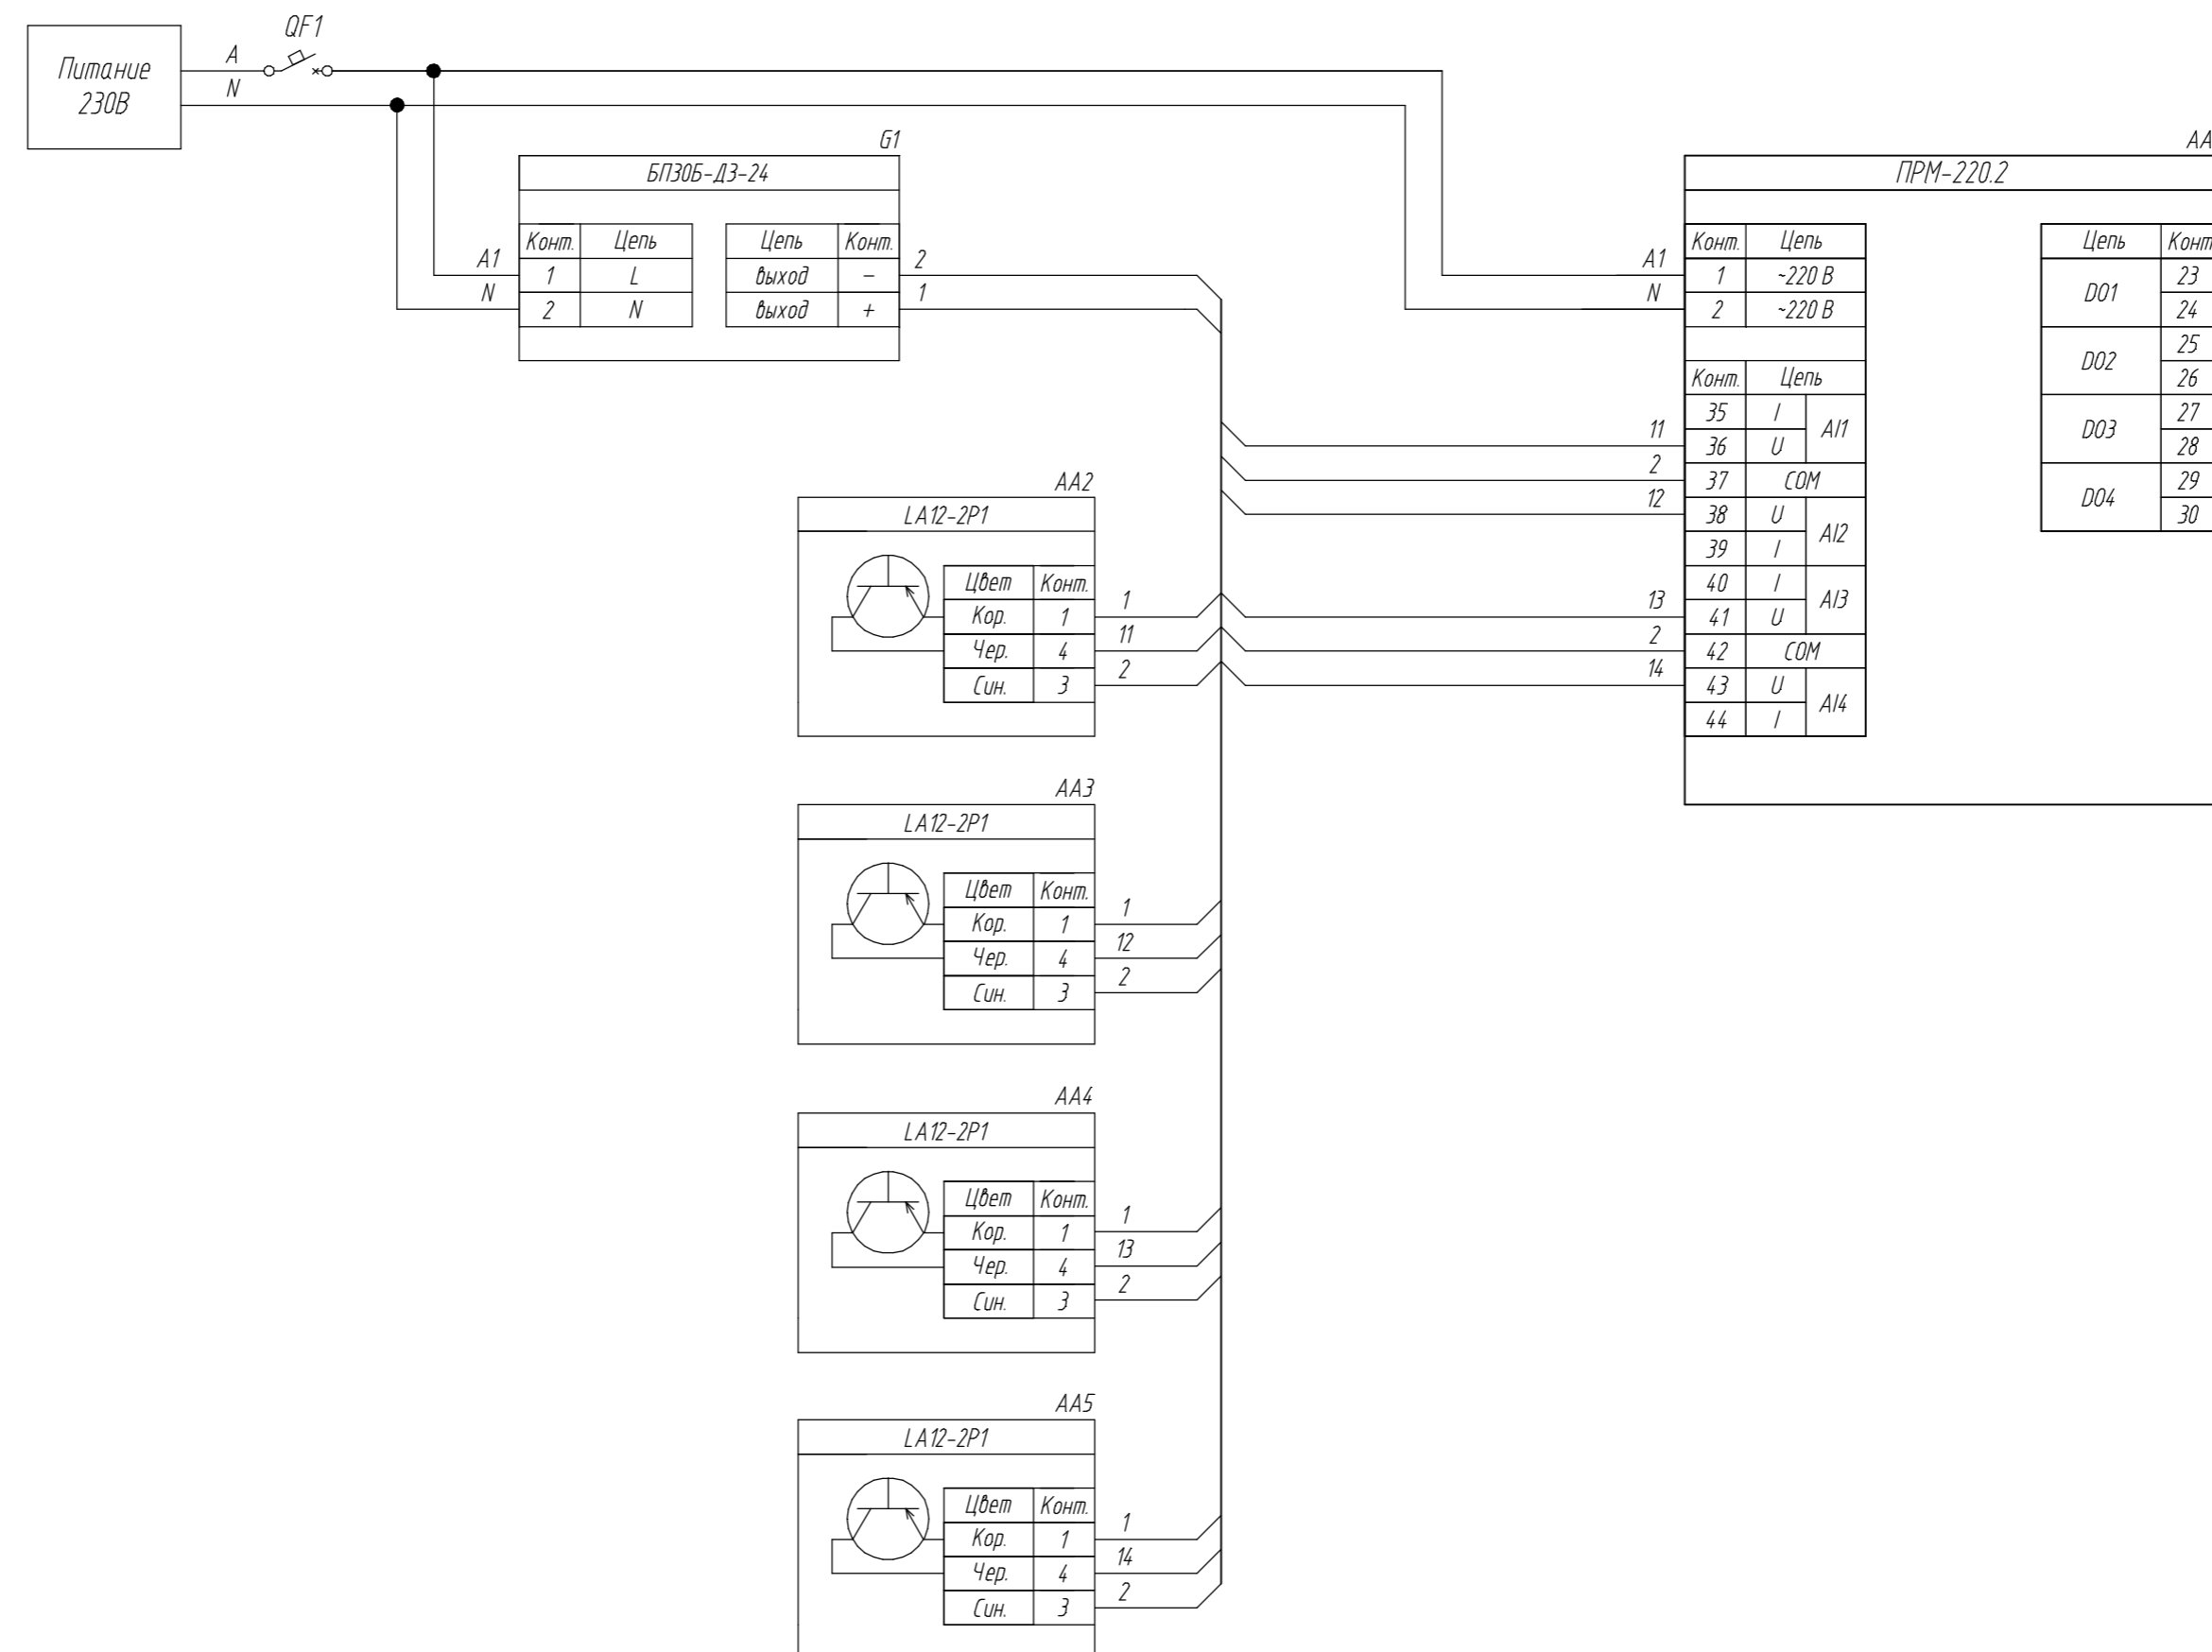 QF1
Питание
230В
A
N
G1
БП30Б-Д3-24
Конт. Цепь Цепь Конт.
A1 1 L выход – 2
N 2 N выход + 1
AA
ПРМ-220.2
Конт. Цепь
A1 1 ~220 В
N 2 ~220 В
Конт. Цепь
35 I AI1
11 36 U
2 37 COM
12 38 U AI2
39 I
40 I AI3
13 41 U
2 42 COM
14 43 U AI4
44 I
Цепь Конт
DO1 23
24
DO2 25
26
DO3 27
28
DO4 29
30
AA2
LA12-2P1
Цвет Конт.
Кор. 1 1
Чер. 4 11
Син. 3 2
AA3
LA12-2P1
Цвет Конт.
Кор. 1 1
Чер. 4 12
Син. 3 2
AA4
LA12-2P1
Цвет Конт.
Кор. 1 1
Чер. 4 13
Син. 3 2
AA5
LA12-2P1
Цвет Конт.
Кор. 1 1
Чер. 4 14
Син. 3 2